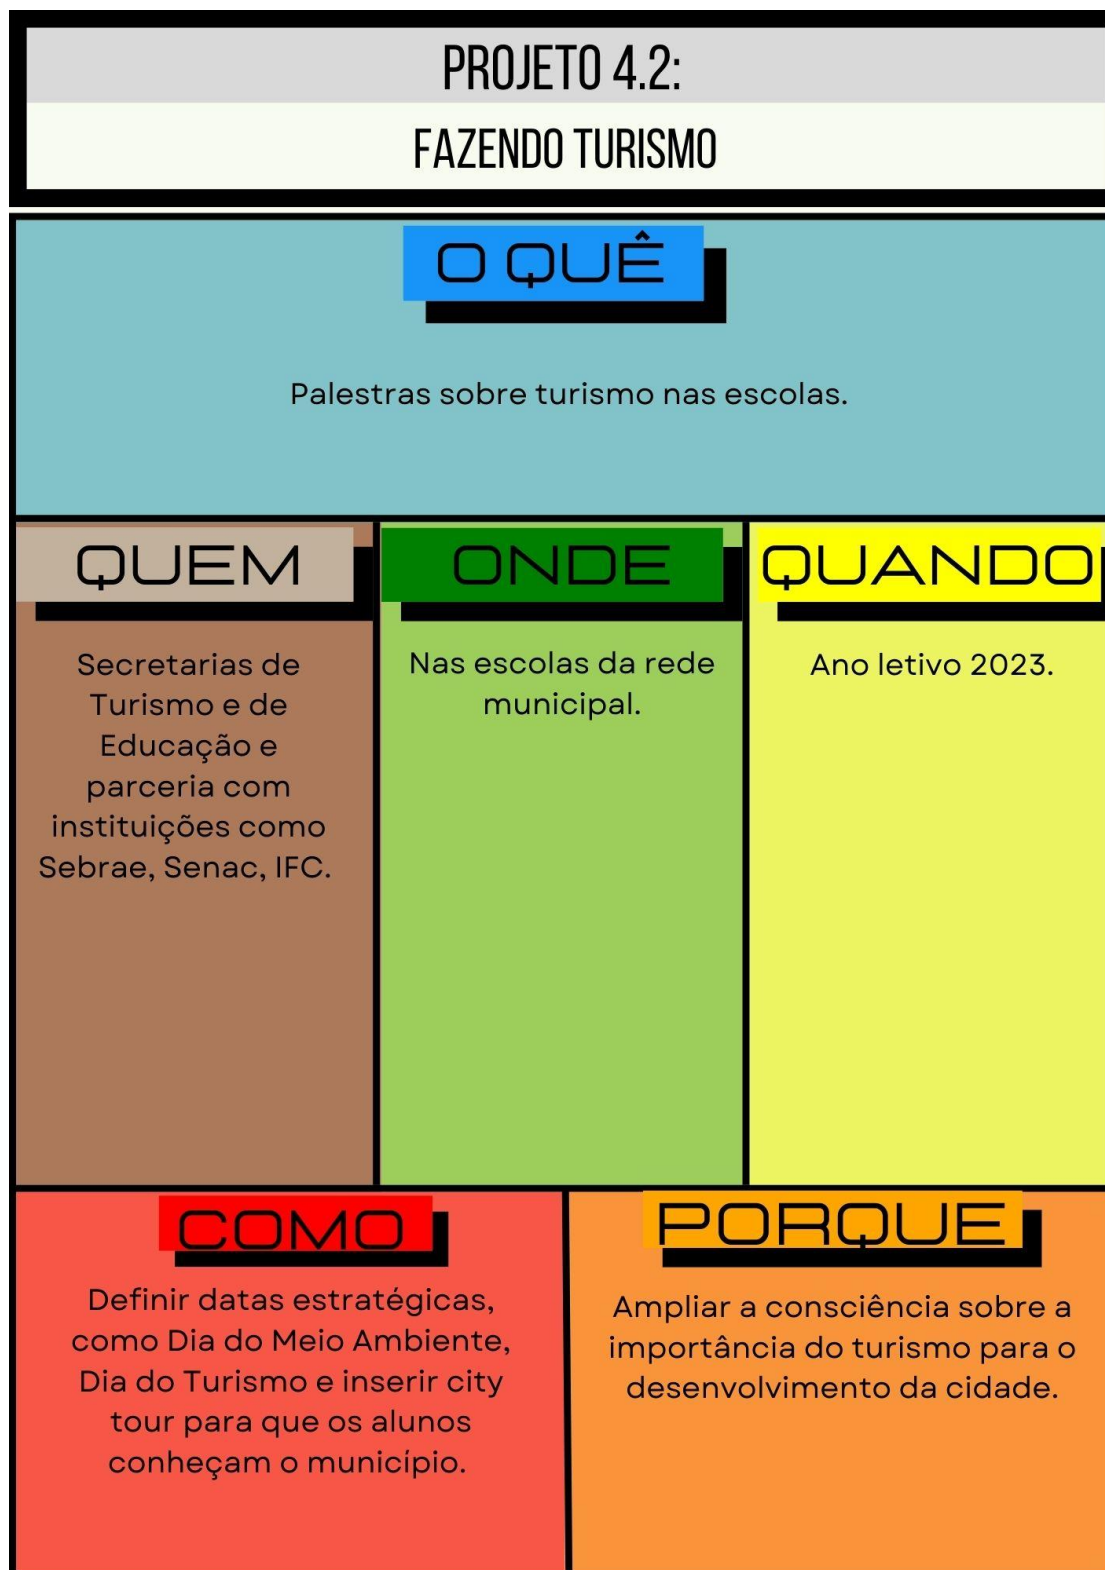 PROJETO 4.2:
FAZENDO TURISMO
O QUÊ
Palestras sobre turismo nas escolas.
QUEM
Secretarias de
Turismo e de
Educação e
parceria com
instituições como
Sebrae, Senac, IFC.
ONDE
Nas escolas da rede
municipal.
QUANDO
Ano letivo 2023.
COMO
Definir datas estratégicas,
como Dia do Meio Ambiente,
Dia do Turismo e inserir city
tour para que os alunos
conheçam o município.
PORQUE
Ampliar a consciência sobre a
importância do turismo para o
desenvolvimento da cidade.